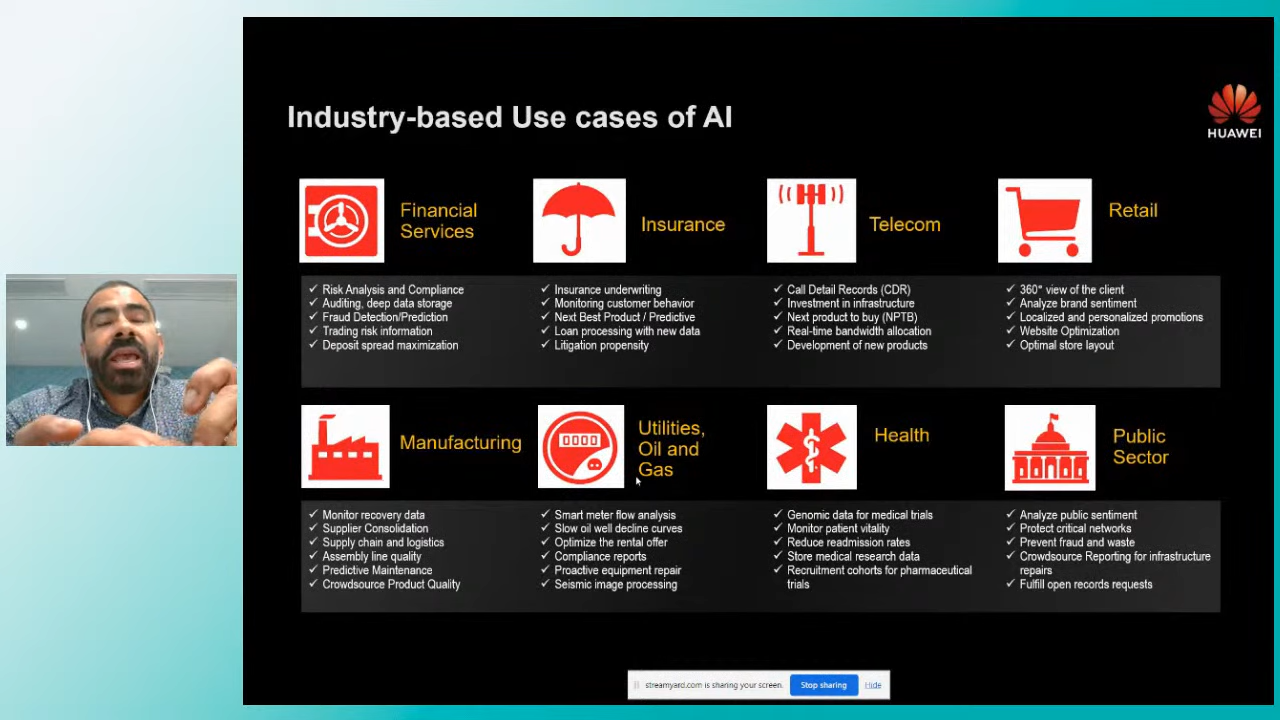 Industry-based Use cases of AI
HUAWEI
Financial
Services
Insurance
Telecom
Retail
✓ Risk Analysis and Compliance
✓ Auditing, deep data storage
✓ Fraud Detection/Prediction
✓ Trading risk information
✓ Deposit spread maximization
✓ Insurance underwriting
✓ Monitoring customer behavior
✓ Next Best Product / Predictive
✓ Loan processing with new data
✓ Litigation propensity
✓ Call Detail Records (CDR)
✓ Investment in infrastructure
✓ Next product to buy (NPTB)
✓ Real-time bandwidth allocation
✓ Development of new products
✓ 360° view of the client
✓ Analyze brand sentiment
✓ Localized and personalized promotions
✓ Website Optimization
✓ Optimal store layout
Manufacturing
Utilities,
Oil and
Gas
Health
Public
Sector
✓ Monitor recovery data
✓ Supplier Consolidation
✓ Supply chain and logistics
✓ Assembly line quality
✓ Predictive Maintenance
✓ Crowdsource Product Quality
✓ Smart meter flow analysis
✓ Slow oil well decline curves
✓ Optimize the rental offer
✓ Compliance reports
✓ Proactive equipment repair
✓ Seismic image processing
✓ Genomic data for medical trials
✓ Monitor patient vitality
✓ Reduce readmission rates
✓ Store medical research data
✓ Recruitment cohorts for pharmaceutical
trials
✓ Analyze public sentiment
✓ Protect critical networks
✓ Prevent fraud and waste
✓ Crowdsource Reporting for infrastructure
repairs
✓ Fulfill open records requests
streamyard.com is sharing your screen.
Stop sharing
Hide